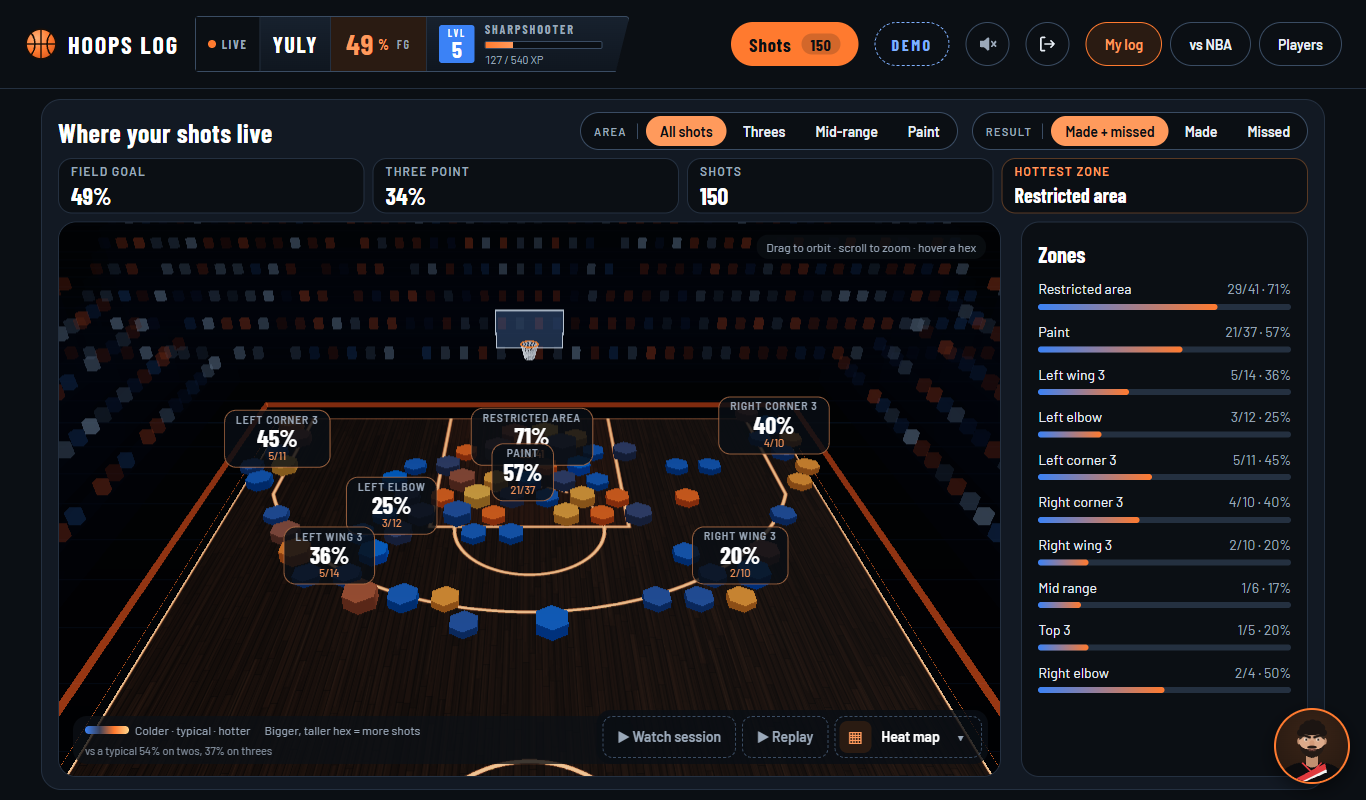 HOOPS LOG
LIVE
YULY
49 % FG
LVL 5
SHARPSHOOTER
127 / 540 XP
Shots 150
DEMO
My log
vs NBA
Players
Where your shots live
AREA All shots Threes Mid-range Paint
RESULT Made + missed Made Missed
FIELD GOAL
49%
THREE POINT
34%
SHOTS
150
HOTTEST ZONE
Restricted area
Drag to orbit · scroll to zoom · hover a hex
LEFT CORNER 3
45%
5/11
RESTRICTED AREA
71%
RIGHT CORNER 3
40%
4/10
PAINT
57%
21/37
LEFT ELBOW
25%
3/12
LEFT WING 3
36%
5/14
RIGHT WING 3
20%
2/10
Colder · typical · hotter Bigger, taller hex = more shots
vs a typical 54% on twos, 37% on threes
Watch session
Replay
Heat map
Zones
Restricted area 29/41 · 71%
Paint 21/37 · 57%
Left wing 3 5/14 · 36%
Left elbow 3/12 · 25%
Left corner 3 5/11 · 45%
Right corner 3 4/10 · 40%
Right wing 3 2/10 · 20%
Mid range 1/6 · 17%
Top 3 1/5 · 20%
Right elbow 2/4 · 50%